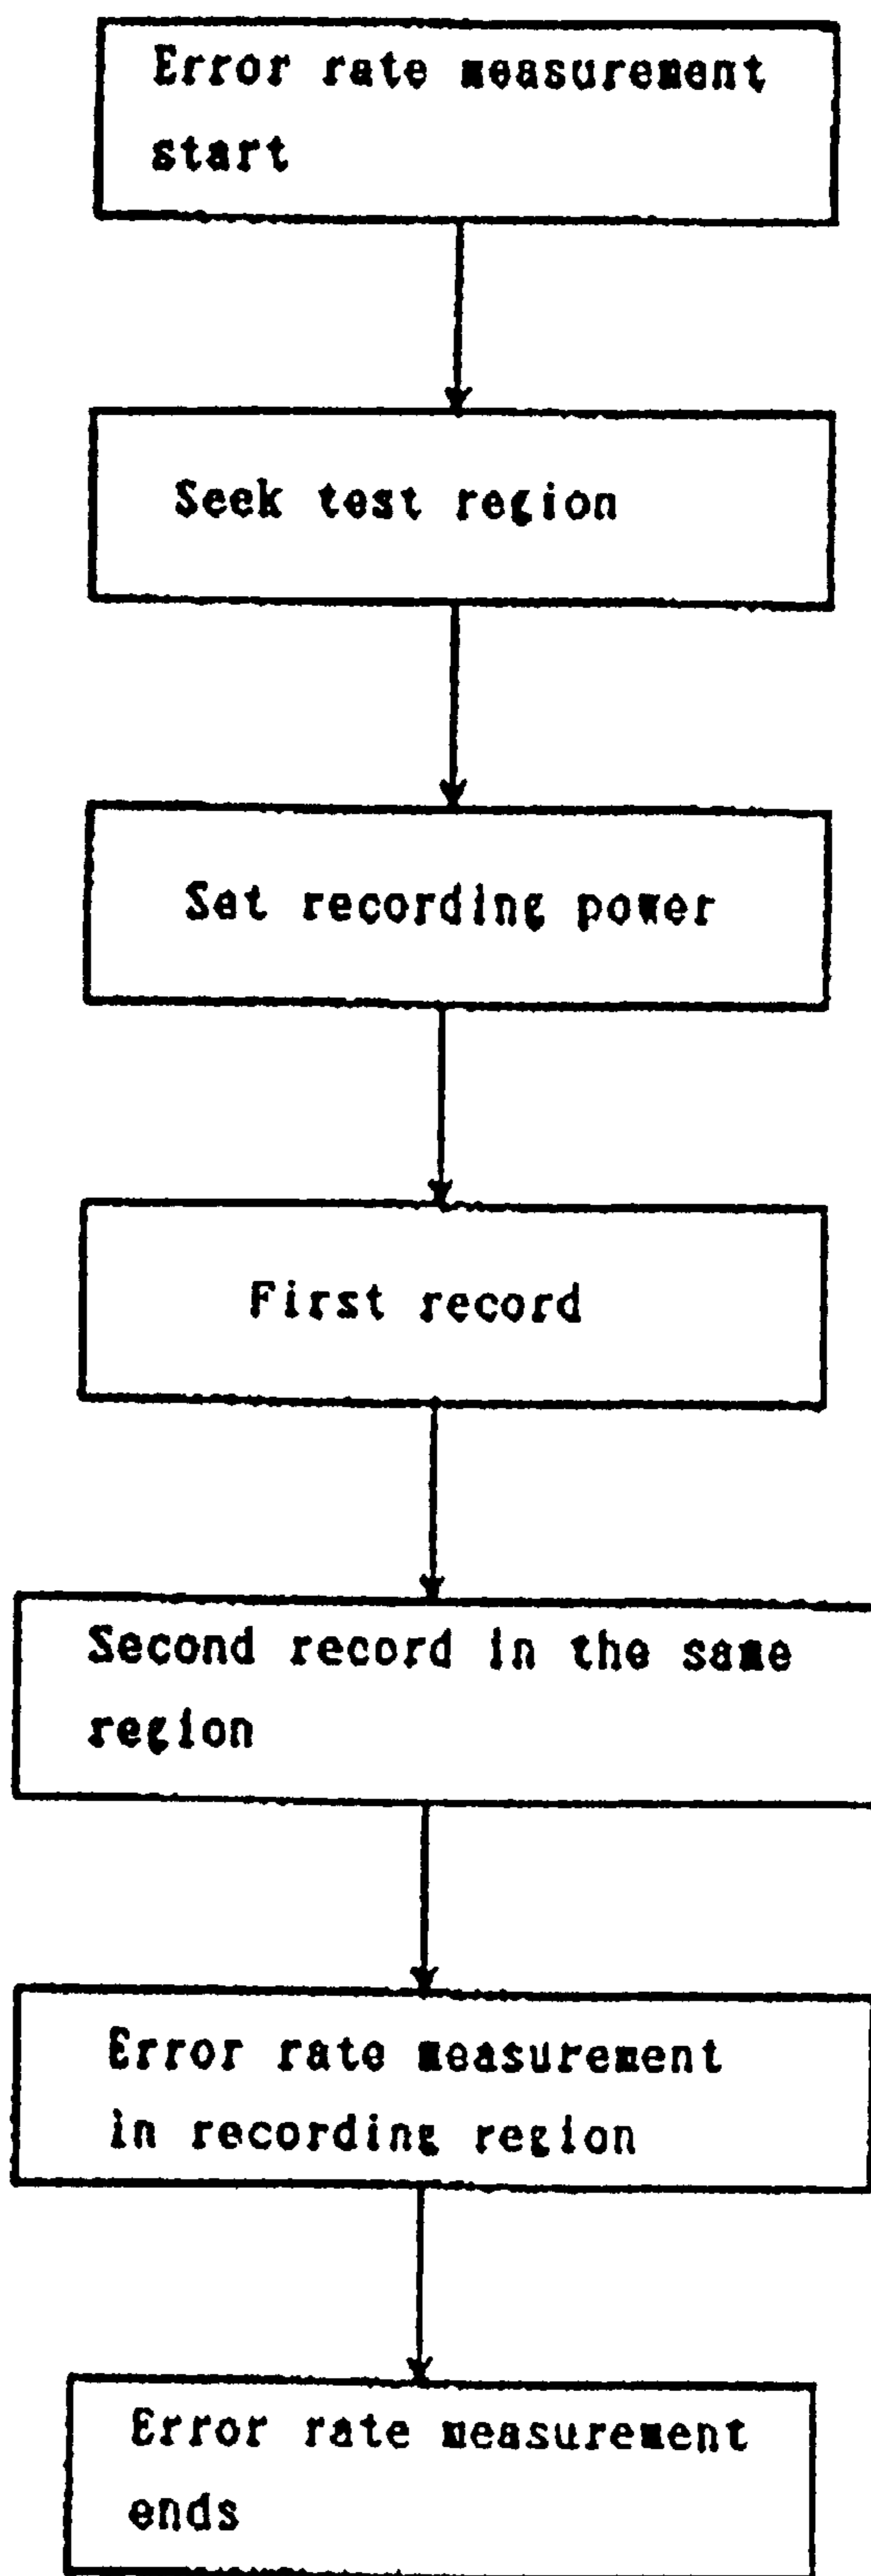 Error rate measurement
start
Seek test region
Set recording power
First record
Second record in the same
region
Error rate measurement
in recording region
Error rate measurement
ends